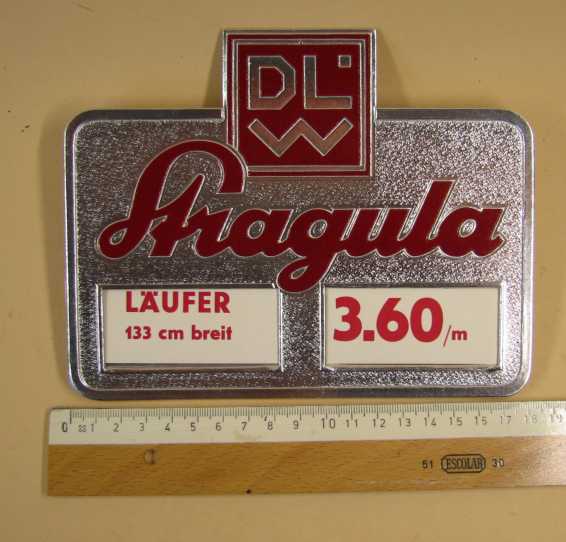 DL
W
Stragula
LÄUFER
133 cm breit
3.60/m
0 1 2 3 4 5 6 7 8 9 10 11 12 13 14 15 16 17 18 19
51 ESCOLAR 30